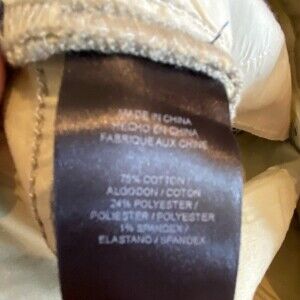 MADE IN CHINA
HECHO EN CHINA
FABRIQUÉ AUX CHINE
75% COTTON /
ALGODON / COTON
24% POLYESTER /
POLIESTER / POLYESTER
1% SPANDEX /
ELASTANO / SPANDEX